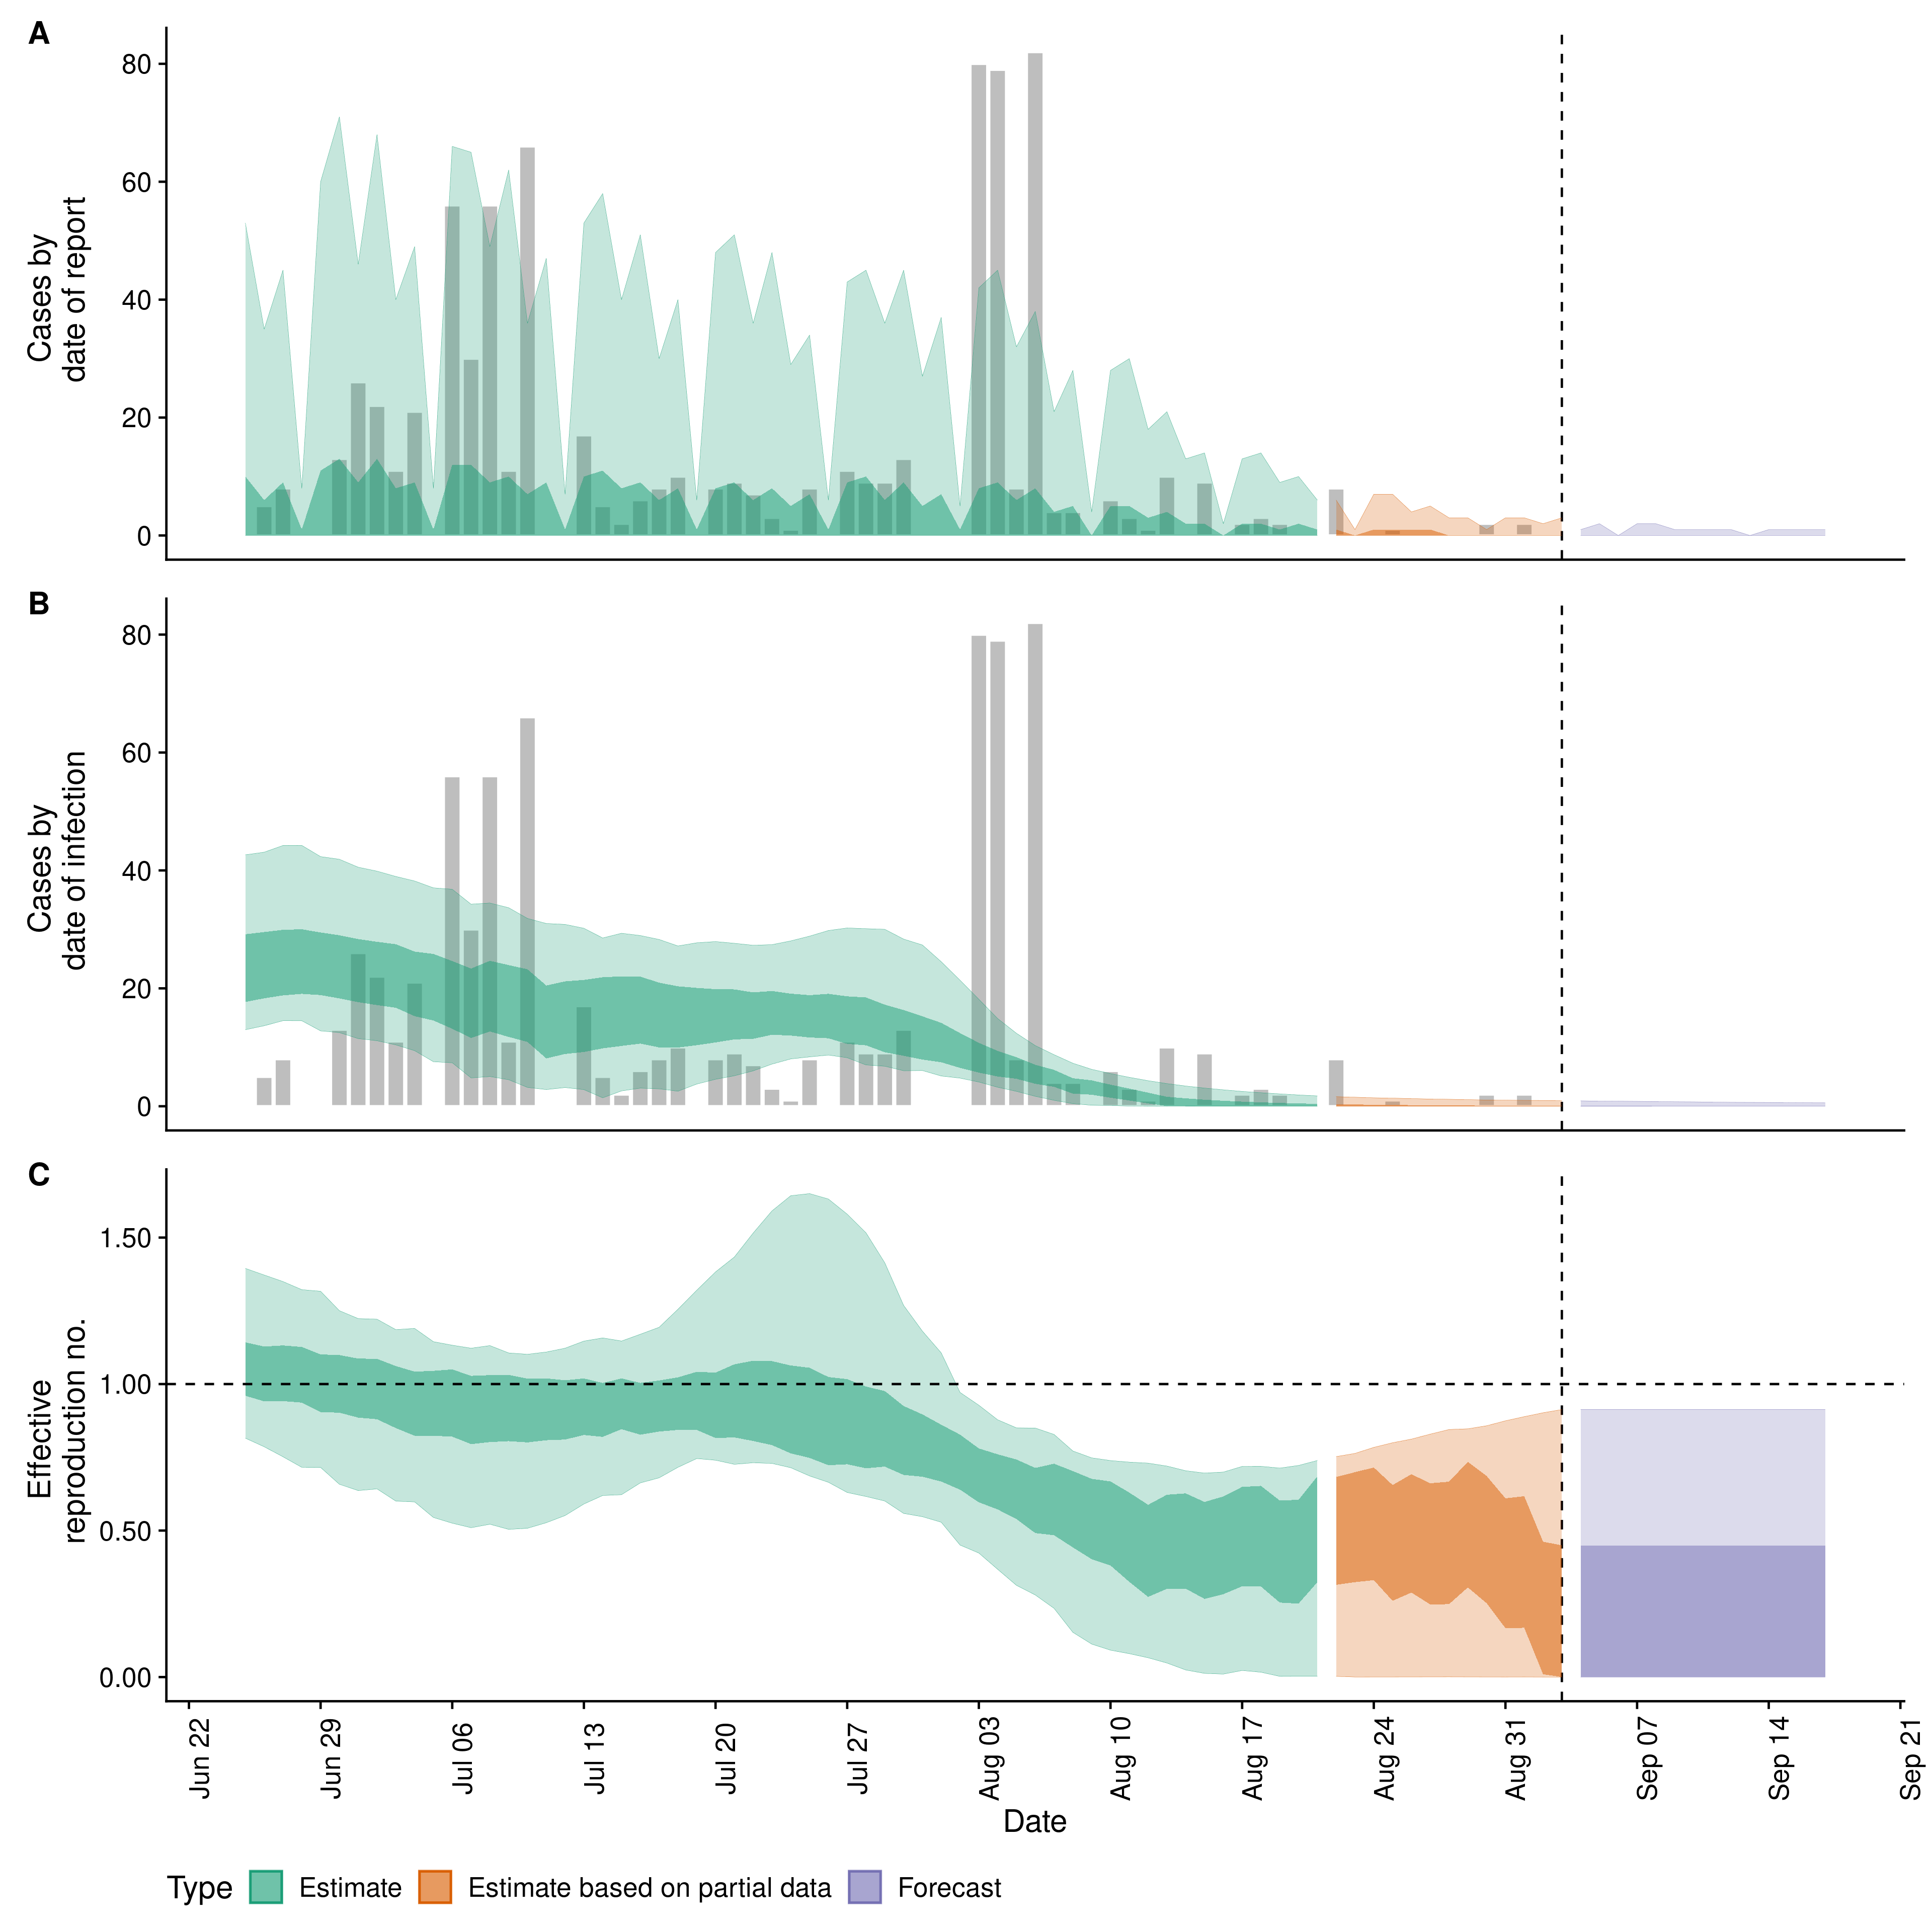 A
Cases by
date of report
80
60
40
20
0
B
Cases by
date of infection
80
60
40
20
0
C
Effective
reproduction no.
1.50
1.00
0.50
0.00
Jun 22
Jun 29
Jul 06
Jul 13
Jul 20
Jul 27
Aug 03
Aug 10
Aug 17
Aug 24
Aug 31
Sep 07
Sep 14
Sep 21
Date
Type
Estimate
Estimate based on partial data
Forecast